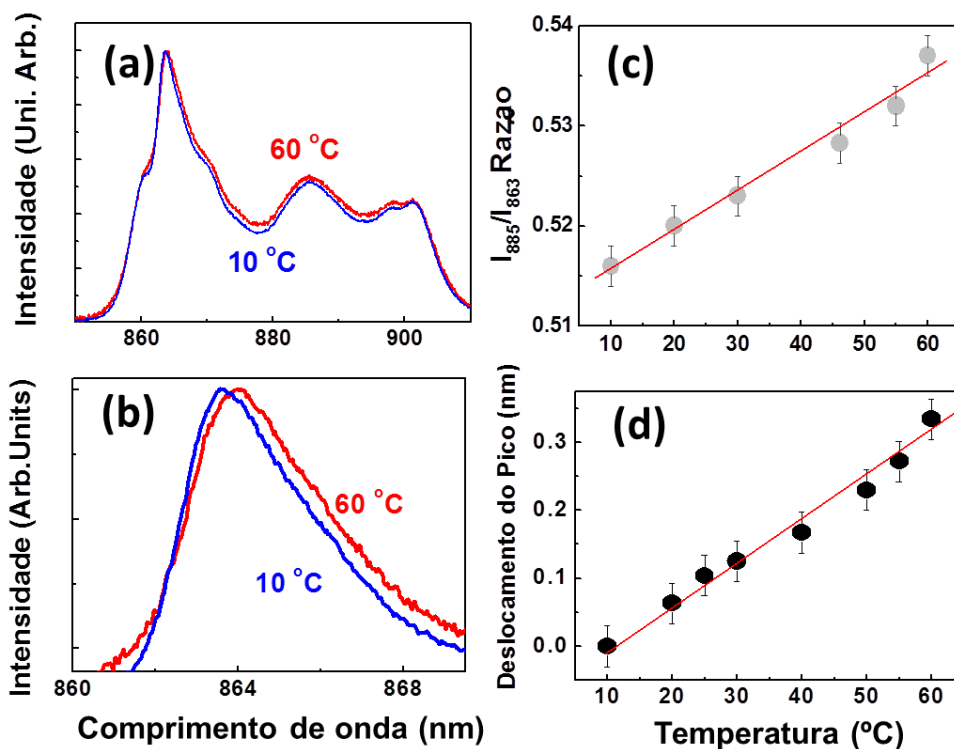 (a)
Intensidade (Uni. Arb.)
60 °C
10 °C
860 880 900
(b)
Intensidade (Arb.Units)
60 °C
10 °C
860 864 868
Comprimento de onda (nm)
(c)
I885/I863 Razao
0.54
0.53
0.52
0.51
10 20 30 40 50 60
(d)
Deslocamento do Pico (nm)
0.3
0.2
0.1
0.0
10 20 30 40 50 60
Temperatura (ºC)